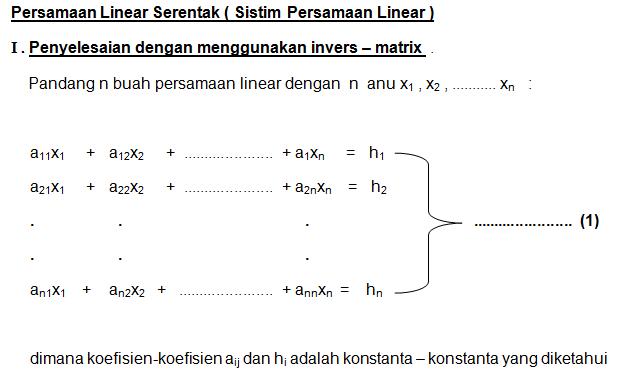 Persamaan Linear Serentak ( Sistim Persamaan Linear )
I . Penyelesaian dengan menggunakan invers – matrix .
Pandang n buah persamaan linear dengan n anu x₁ , x₂ , ........... xₙ :
a₁₁x₁ + a₁₂x₂ + ...................... + a₁xₙ = h₁
a₂₁x₁ + a₂₂x₂ + ...................... + a₂ₙxₙ = h₂
. . .
........................ (1)
. . .
aₙ₁x₁ + aₙ₂x₂ + ....................... + aₙₙxₙ = hₙ
dimana koefisien-koefisien aᵢⱼ dan hᵢ adalah konstanta – konstanta yang diketahui